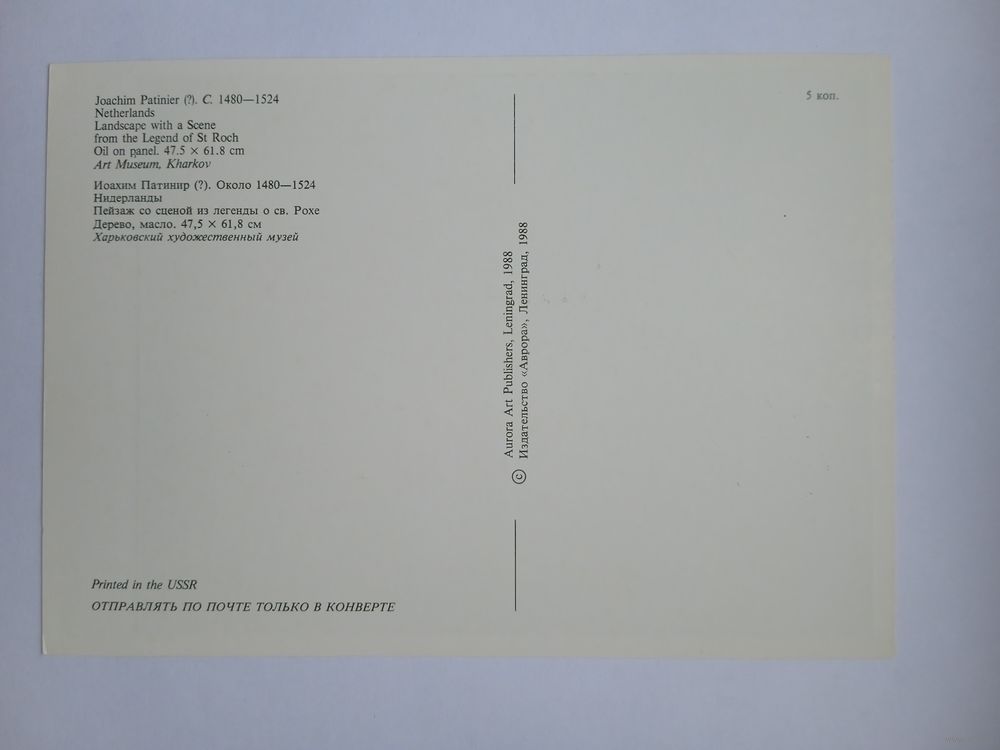 Joachim Patinier (?). C. 1480—1524
Netherlands
Landscape with a Scene
from the Legend of St Roch
Oil on panel. 47.5 × 61.8 cm
Art Museum, Kharkov
Иоахим Патинир (?). Около 1480—1524
Нидерланды
Пейзаж со сценой из легенды о св. Рохе
Дерево, масло. 47,5 × 61,8 см
Харьковский художественный музей
Printed in the USSR
ОТПРАВЛЯТЬ ПО ПОЧТЕ ТОЛЬКО В КОНВЕРТЕ
© Aurora Art Publishers, Leningrad, 1988
Издательство «Аврора», Ленинград, 1988
5 коп.